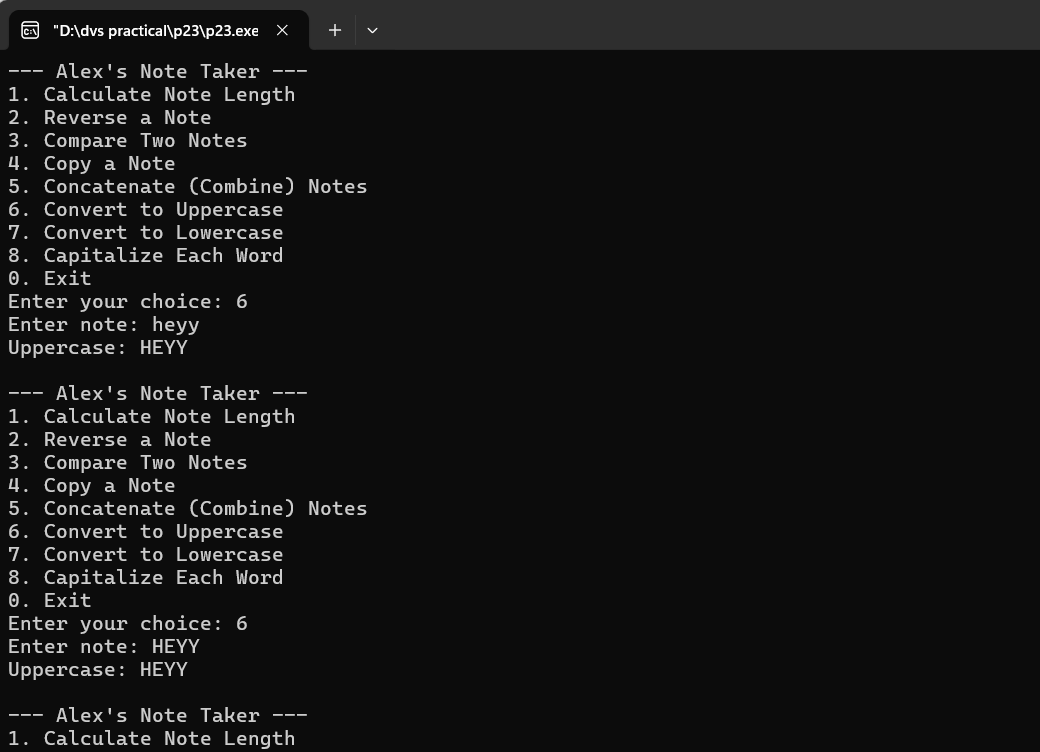 "D:\dvs practical\p23\p23.exe
--- Alex's Note Taker ---
1. Calculate Note Length
2. Reverse a Note
3. Compare Two Notes
4. Copy a Note
5. Concatenate (Combine) Notes
6. Convert to Uppercase
7. Convert to Lowercase
8. Capitalize Each Word
0. Exit
Enter your choice: 6
Enter note: heyy
Uppercase: HEYY
--- Alex's Note Taker ---
1. Calculate Note Length
2. Reverse a Note
3. Compare Two Notes
4. Copy a Note
5. Concatenate (Combine) Notes
6. Convert to Uppercase
7. Convert to Lowercase
8. Capitalize Each Word
0. Exit
Enter your choice: 6
Enter note: HEYY
Uppercase: HEYY
--- Alex's Note Taker ---
1. Calculate Note Length